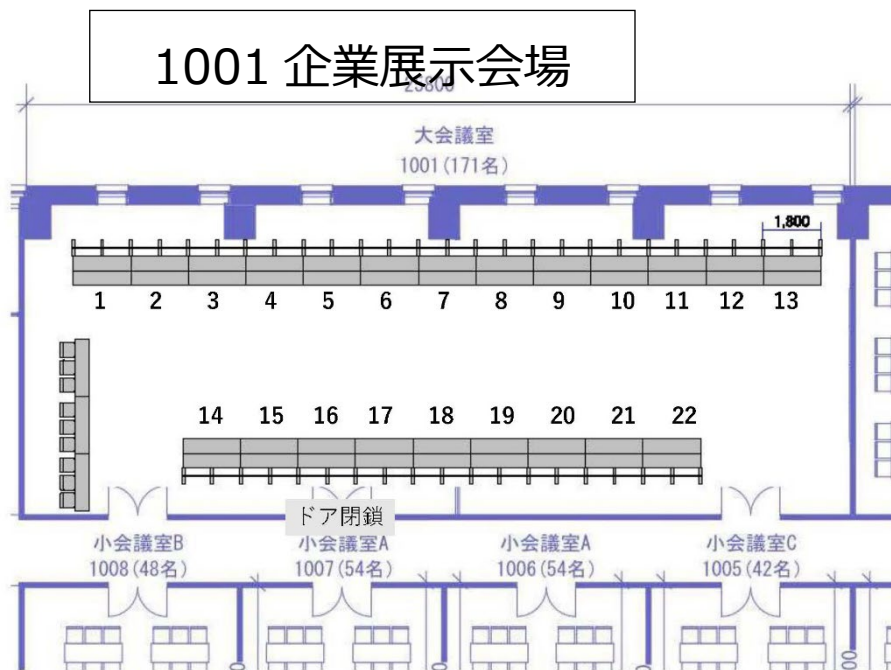 1001 企業展示会場
23800
大会議室
1001(171名)
1,800
1 2 3 4 5 6 7 8 9 10 11 12 13
14 15 16 17 18 19 20 21 22
ドア閉鎖
小会議室B 小会議室A 小会議室A 小会議室C
1008(48名) 1007(54名) 1006(54名) 1005(42名)